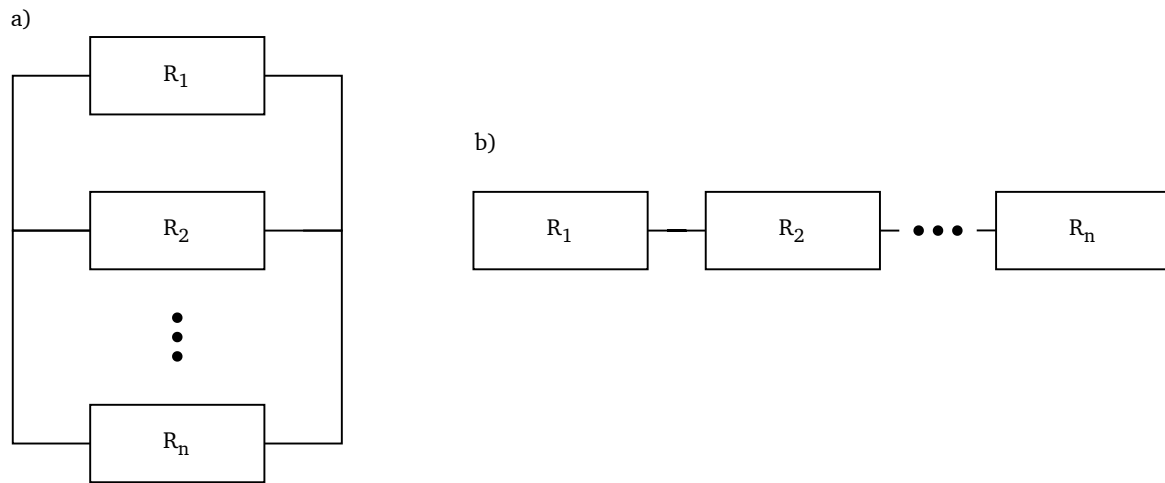 a)
R₁
R₂
Rₙ
b)
R₁ R₂ Rₙ